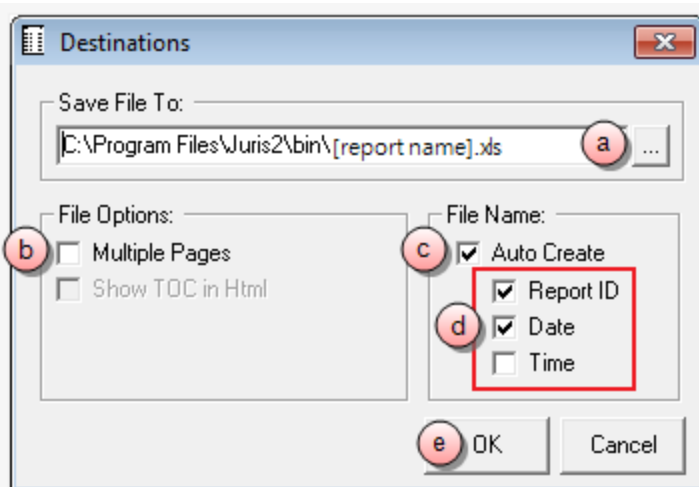 Destinations
Save File To:
C:\Program Files\Juris2\bin\[report name].xls
a
...
File Options:
b
Multiple Pages
Show TOC in Html
File Name:
c
Auto Create
Report ID
d
Date
Time
e
OK
Cancel